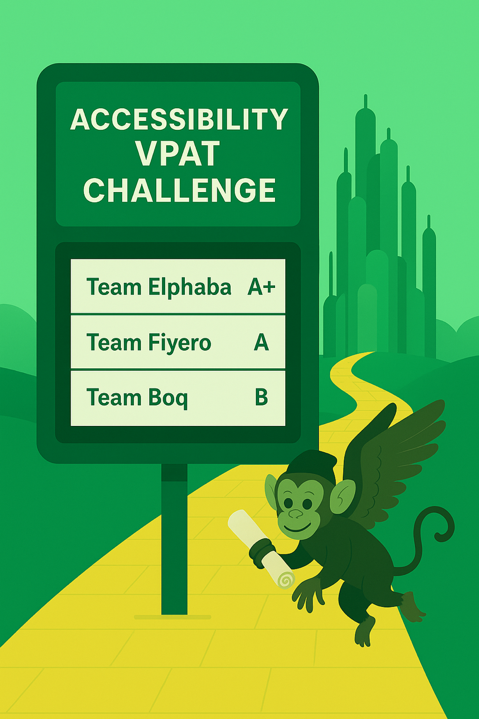 ACCESSIBILITY
VPAT
CHALLENGE
Team Elphaba A+
Team Fiyero A
Team Boq B